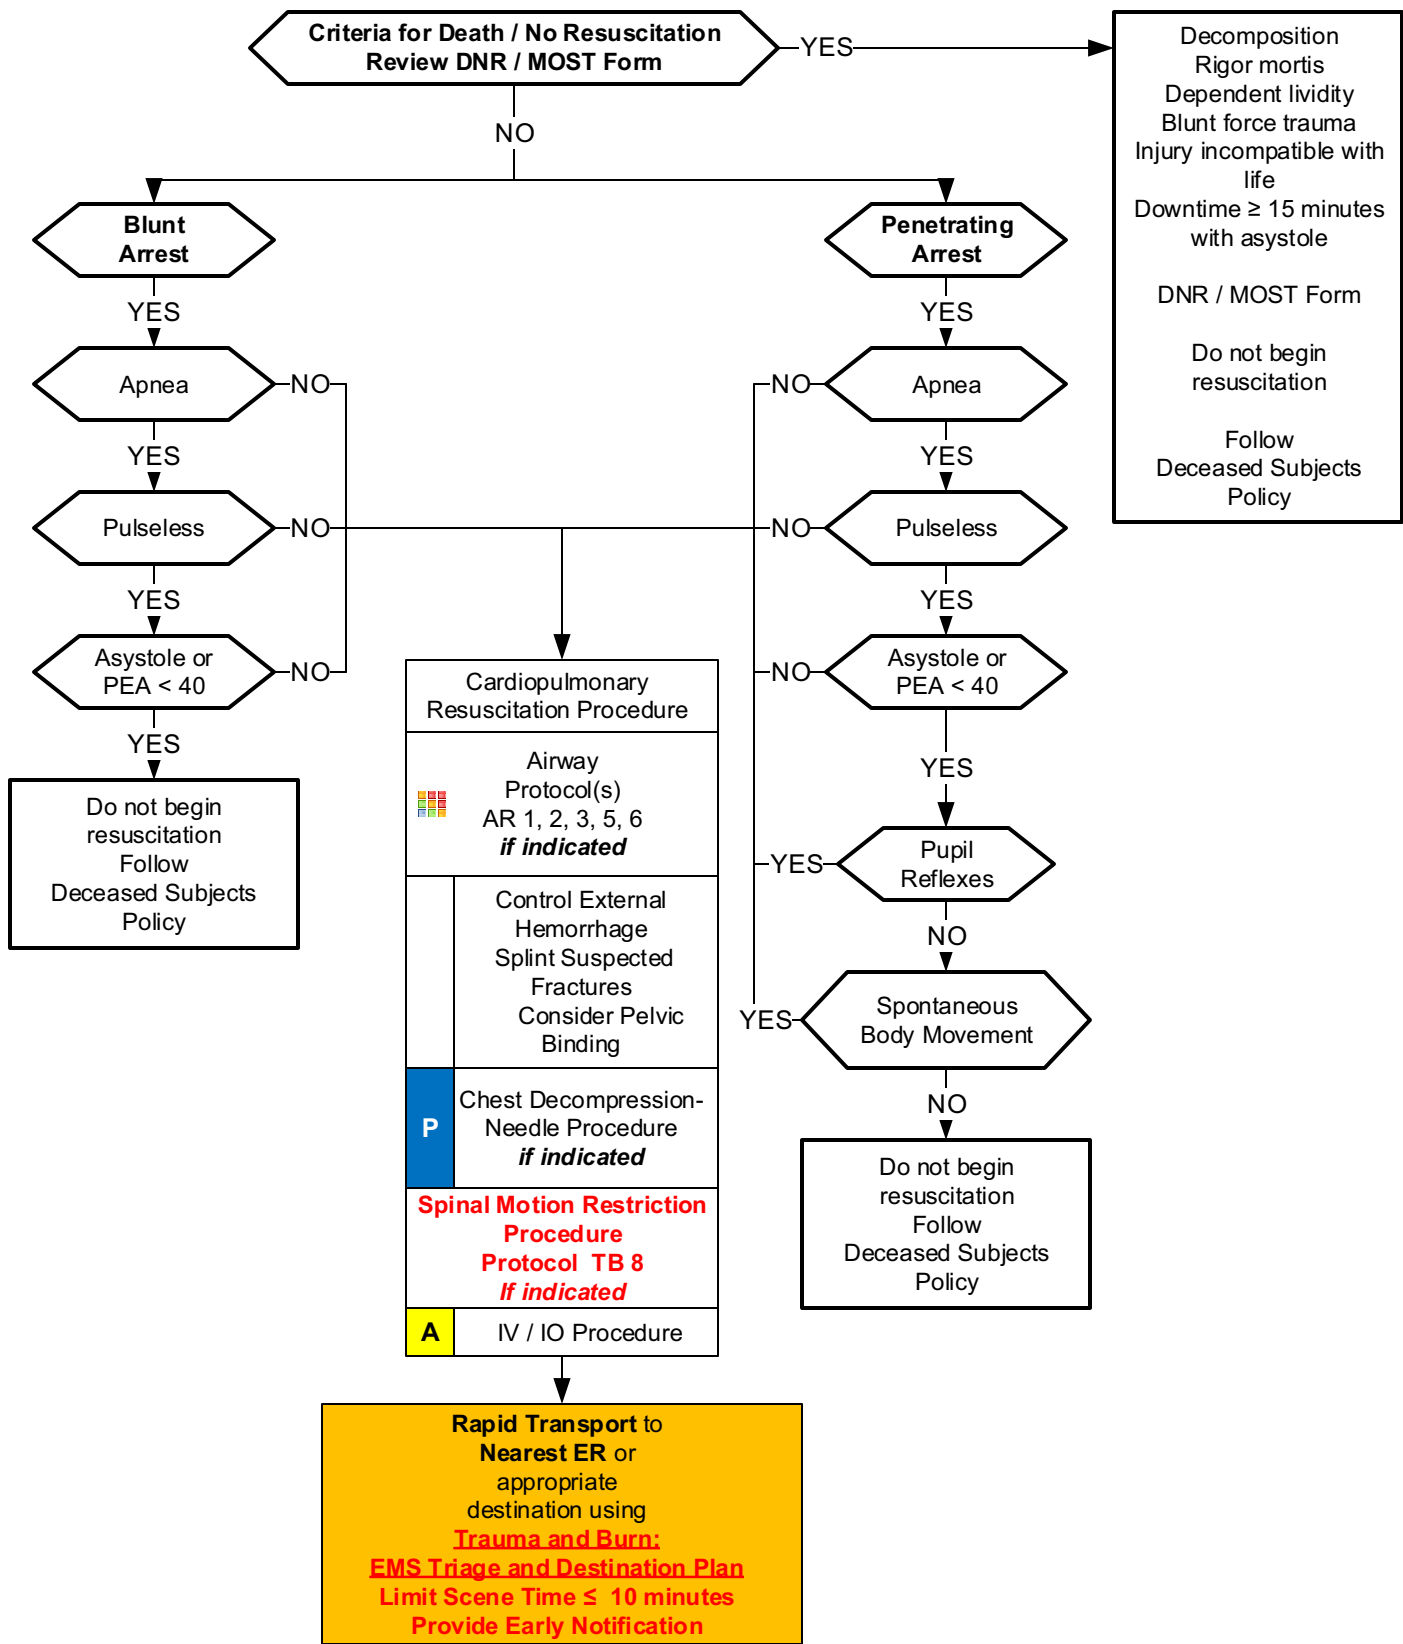 Criteria for Death / No Resuscitation
Review DNR / MOST Form
YES
Decomposition
Rigor mortis
Dependent lividity
Blunt force trauma
Injury incompatible with
life
Downtime ≥ 15 minutes
with asystole
DNR / MOST Form
Do not begin
resuscitation
Follow
Deceased Subjects
Policy
NO
Blunt
Arrest
YES
Apnea
NO
YES
Pulseless
NO
YES
Asystole or
PEA < 40
NO
YES
Do not begin
resuscitation
Follow
Deceased Subjects
Policy
Penetrating
Arrest
YES
Apnea
NO
YES
Pulseless
NO
YES
Asystole or
PEA < 40
NO
YES
Pupil
Reflexes
YES
NO
Spontaneous
Body Movement
YES
NO
Do not begin
resuscitation
Follow
Deceased Subjects
Policy
Cardiopulmonary
Resuscitation Procedure
Airway
Protocol(s)
AR 1, 2, 3, 5, 6
if indicated
Control External
Hemorrhage
Splint Suspected
Fractures
Consider Pelvic
Binding
P
Chest Decompression-
Needle Procedure
if indicated
Spinal Motion Restriction
Procedure
Protocol TB 8
If indicated
A
IV / IO Procedure
Rapid Transport to
Nearest ER or
appropriate
destination using
Trauma and Burn:
EMS Triage and Destination Plan
Limit Scene Time ≤ 10 minutes
Provide Early Notification